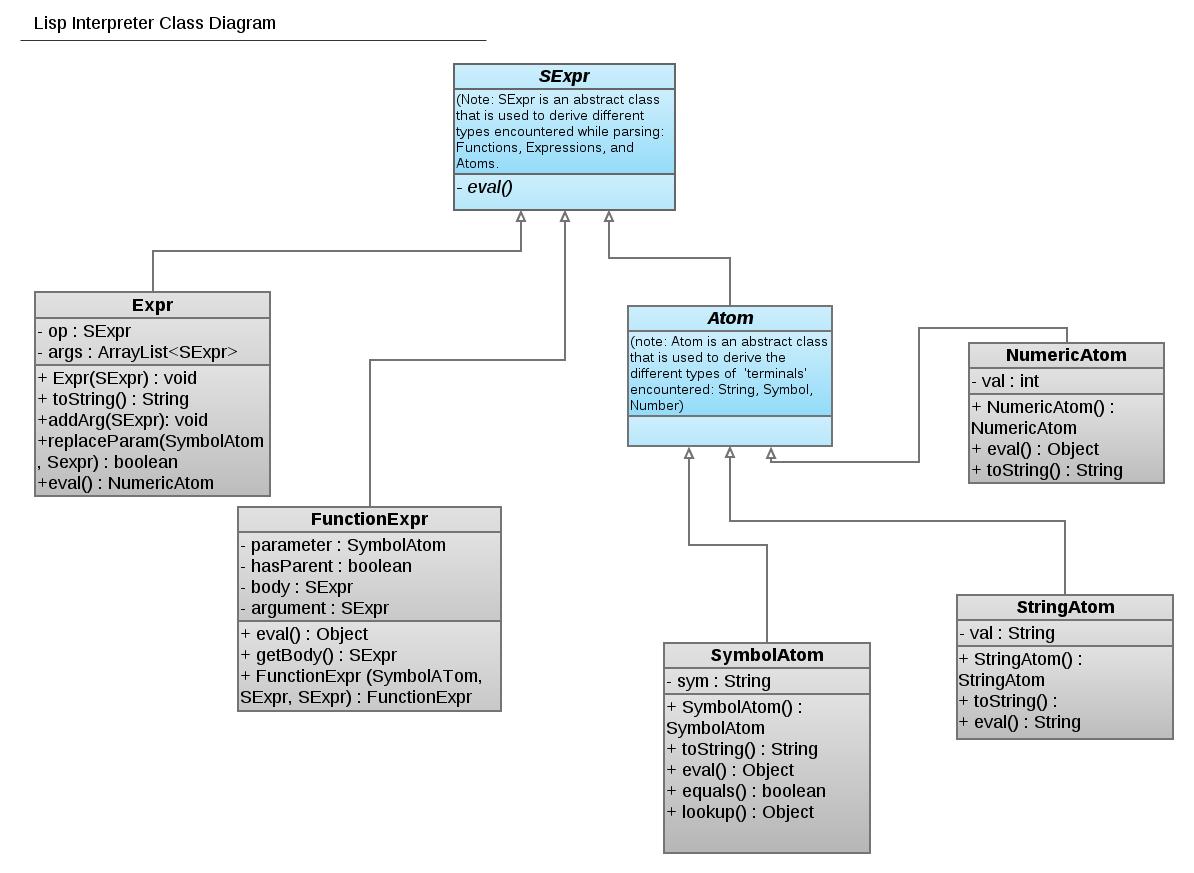 Lisp Interpreter Class Diagram
SExpr
(Note: SExpr is an abstract class
that is used to derive different
types encountered while parsing:
Functions, Expressions, and
Atoms.
- eval()
Expr
- op : SExpr
- args : ArrayList<SExpr>
+ Expr(SExpr) : void
+ toString() : String
+addArg(SExpr): void
+replaceParam(SymbolAtom
, Sexpr) : boolean
+eval() : NumericAtom
FunctionExpr
- parameter : SymbolAtom
- hasParent : boolean
- body : SExpr
- argument : SExpr
+ eval() : Object
+ getBody() : SExpr
+ FunctionExpr (SymbolATom,
SExpr, SExpr) : FunctionExpr
Atom
(note: Atom is an abstract class
that is used to derive the
different types of 'terminals'
encountered: String, Symbol,
Number)
NumericAtom
- val : int
+ NumericAtom() :
NumericAtom
+ eval() : Object
+ toString() : String
SymbolAtom
- sym : String
+ SymbolAtom() :
SymbolAtom
+ toString() : String
+ eval() : Object
+ equals() : boolean
+ lookup() : Object
StringAtom
- val : String
+ StringAtom() :
StringAtom
+ toString() :
+ eval() : String